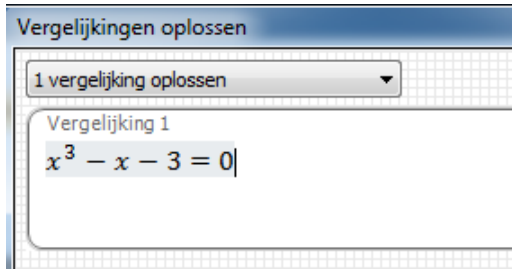 Vergelijkingen oplossen
1 vergelijking oplossen
Vergelijking 1
x³ − x − 3 = 0